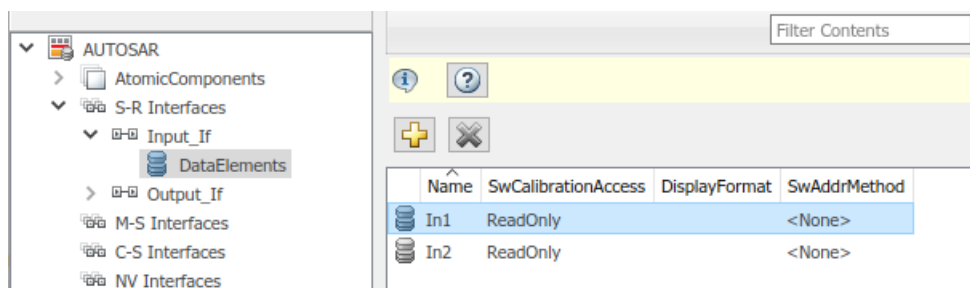 Filter Contents
AUTOSAR
AtomicComponents
S-R Interfaces
Input_If
DataElements
Output_If
M-S Interfaces
C-S Interfaces
NV Interfaces
Name SwCalibrationAccess DisplayFormat SwAddrMethod
In1 ReadOnly <None>
In2 ReadOnly <None>